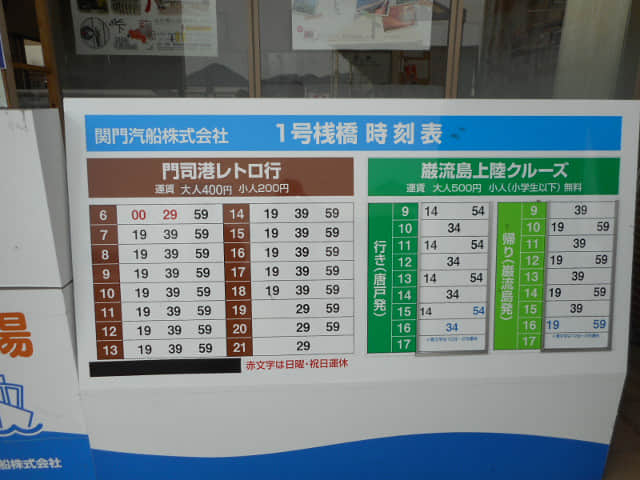 関門汽船株式会社 1号桟橋 時刻表
門司港レトロ行
運賃 大人400円 小人200円
6 00 29 59 14 19 39 59
7 19 39 59 15 19 39 59
8 19 39 59 16 19 39 59
9 19 39 59 17 19 39 59
10 19 39 59 18 19 39 59
11 19 39 59 19 29 59
12 19 39 59 20 29 59
13 19 39 59 21 29
赤文字は日曜・祝日運休
巌流島上陸クルーズ
運賃 大人500円 小人(小学生以下)無料
行き(唐戸発)
9 14 54
10 34
11 14 54
12 34
13 14 54
14 34
15 14 54
16 34
17
帰り(巌流島発)
9 39
10 19 59
11 39
12 19 59
13 39
14 19 59
15 39
16 19 59
17
場
船株式会社